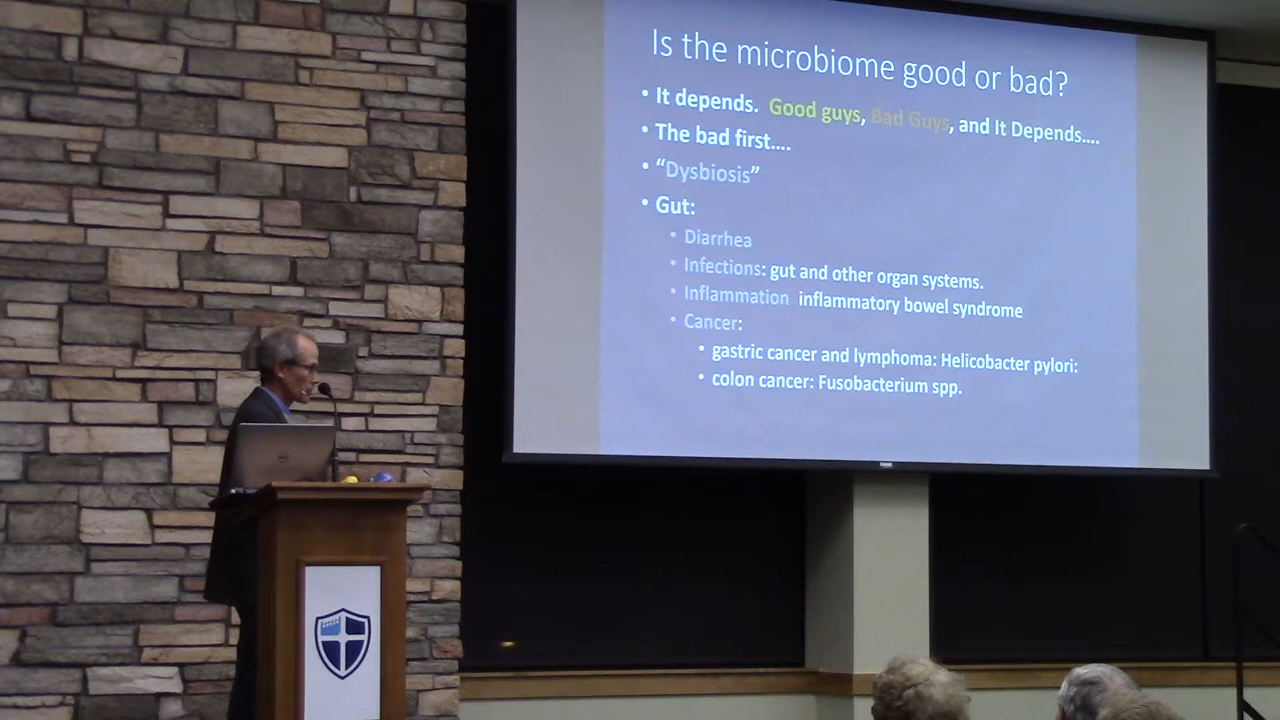 Is the microbiome good or bad?
• It depends. Good guys, Bad Guys, and It Depends....
• The bad first....
• “Dysbiosis”
• Gut:
• Diarrhea
• Infections: gut and other organ systems.
• Inflammation inflammatory bowel syndrome
• Cancer:
• gastric cancer and lymphoma: Helicobacter pylori:
• colon cancer: Fusobacterium spp.
DELL